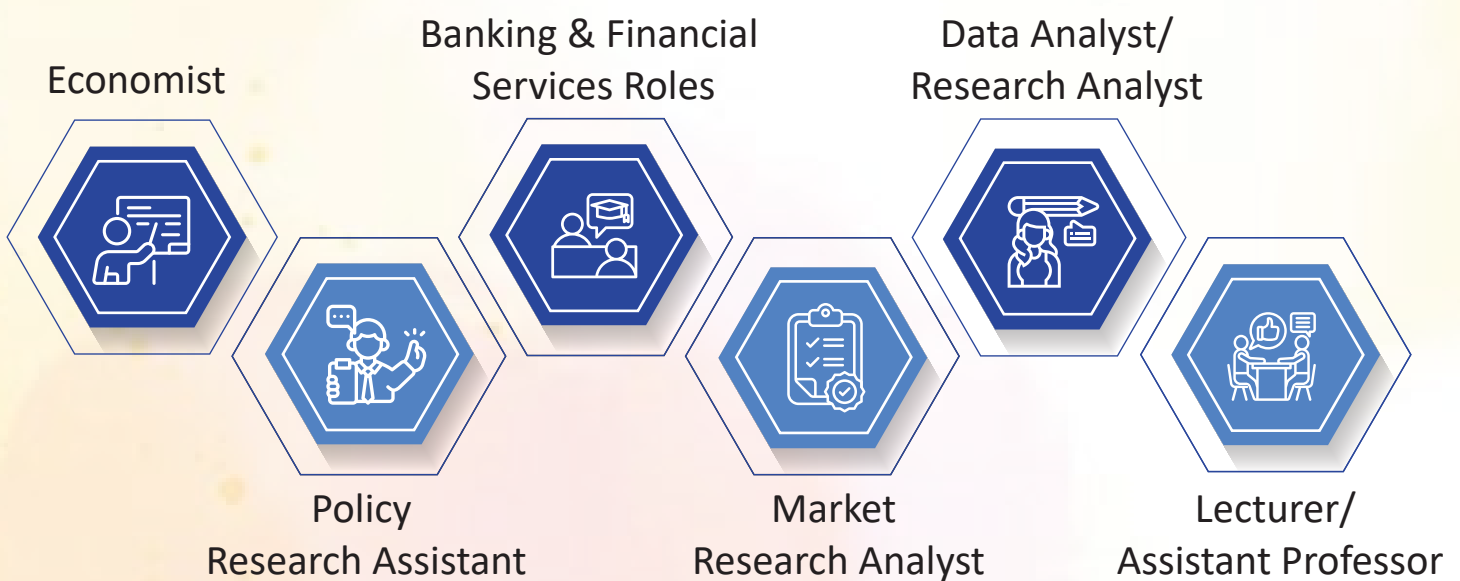 Economist
Policy
Research Assistant
Banking & Financial
Services Roles
Market
Research Analyst
Data Analyst/
Research Analyst
Lecturer/
Assistant Professor